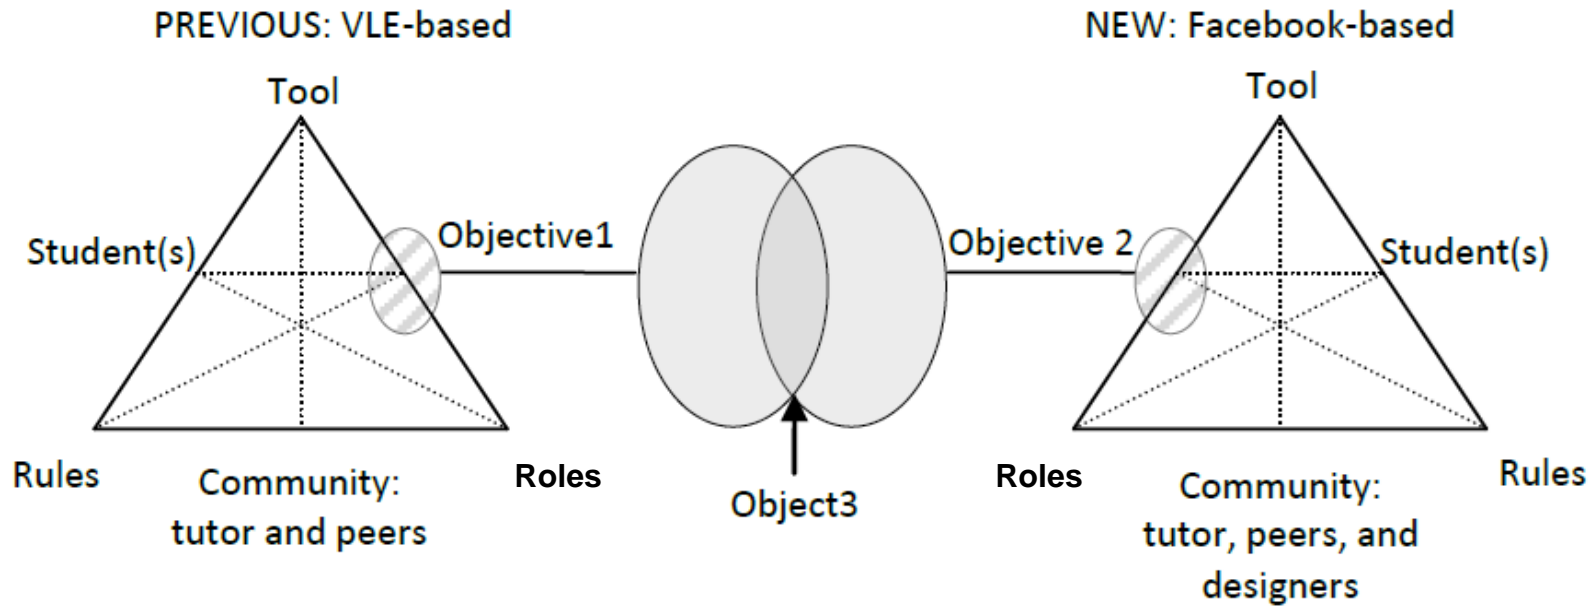 PREVIOUS: VLE-based
NEW: Facebook-based
Tool
Tool
Student(s)
Objective1
Objective 2
Student(s)
Rules
Community:
tutor and peers
Roles
Object3
Roles
Community:
tutor, peers, and
designers
Rules